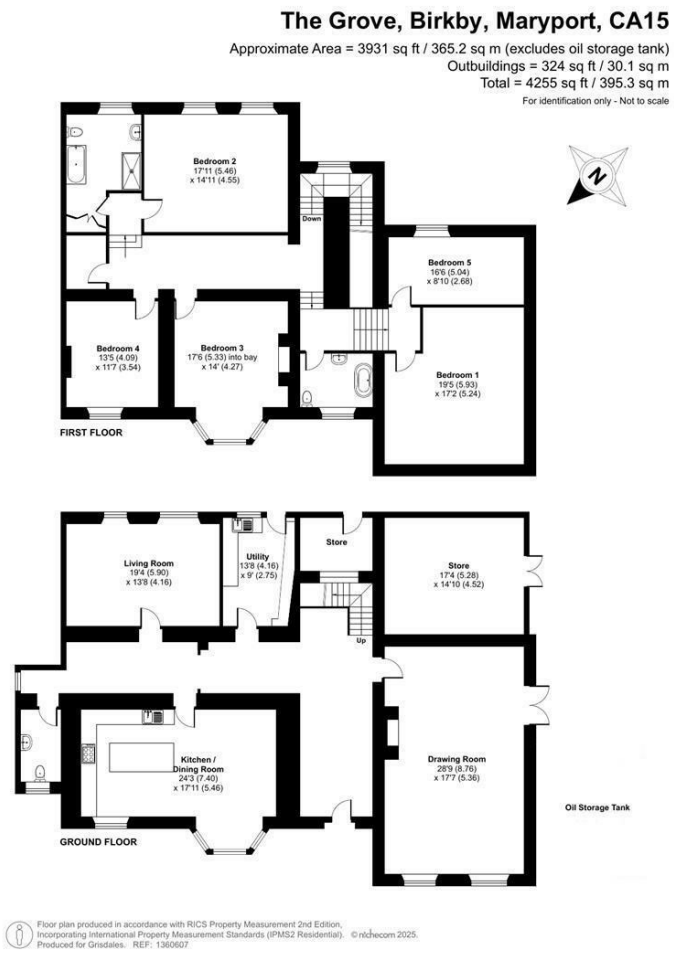 The Grove, Birkby, Maryport, CA15
Approximate Area = 3931 sq ft / 365.2 sq m (excludes oil storage tank)
Outbuildings = 324 sq ft / 30.1 sq m
Total = 4255 sq ft / 395.3 sq m
For identification only - Not to scale
N
Bedroom 2
17'11 (5.46)
x 14'11 (4.55)
Down
Bedroom 5
16'6 (5.04)
x 8'10 (2.68)
Bedroom 4
13'5 (4.09)
x 11'7 (3.54)
Bedroom 3
17'6 (5.33) into bay
x 14' (4.27)
Bedroom 1
19'5 (5.93)
x 17'2 (5.24)
FIRST FLOOR
Living Room
19'4 (5.90)
x 13'8 (4.16)
Utility
13'8 (4.16)
x 9' (2.75)
Store
Store
17'4 (5.28)
x 14'10 (4.52)
Up
Kitchen /
Dining Room
24'3 (7.40)
x 17'11 (5.46)
Drawing Room
28'9 (8.76)
x 17'7 (5.36)
Oil Storage Tank
GROUND FLOOR
Floor plan produced in accordance with RICS Property Measurement 2nd Edition,
Incorporating International Property Measurement Standards (IPMS2 Residential). © nichecom 2025.
Produced for Grisdales. REF: 1360607